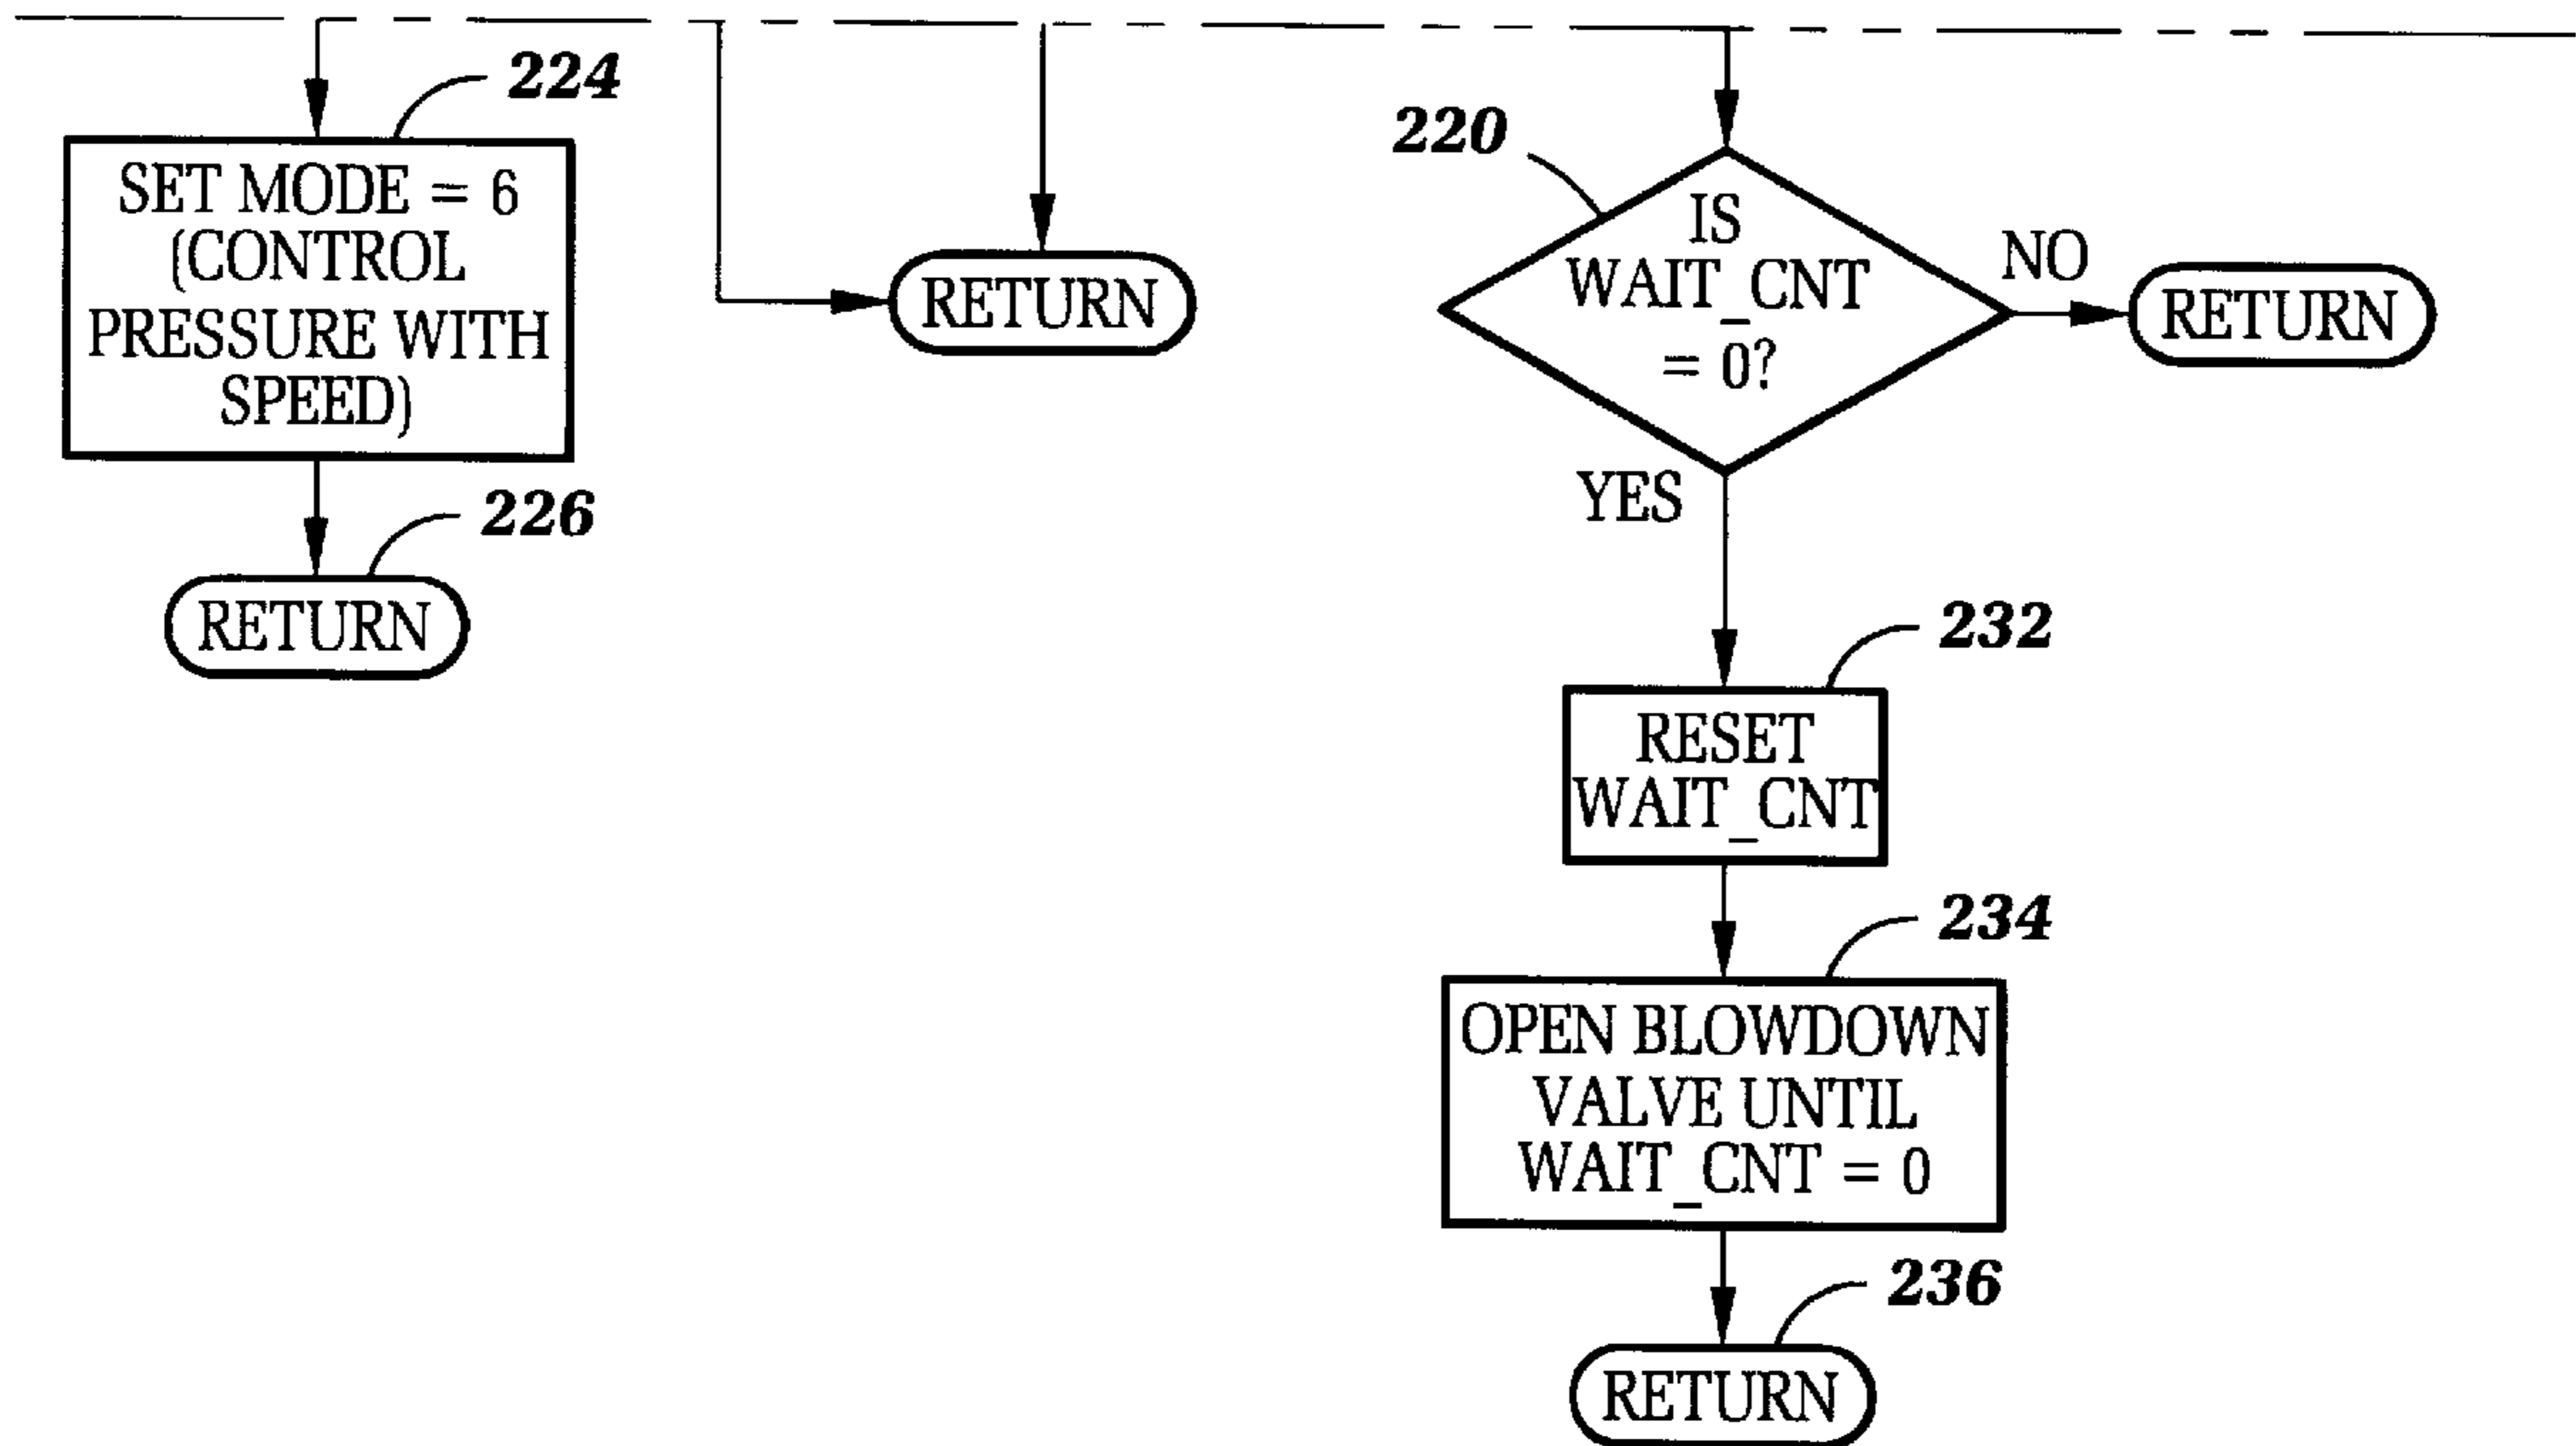 224
SET MODE = 6
(CONTROL
PRESSURE WITH
SPEED)
226
RETURN
RETURN
220
IS
WAIT_CNT
= 0?
NO
RETURN
YES
232
RESET
WAIT_CNT
234
OPEN BLOWDOWN
VALVE UNTIL
WAIT_CNT = 0
236
RETURN